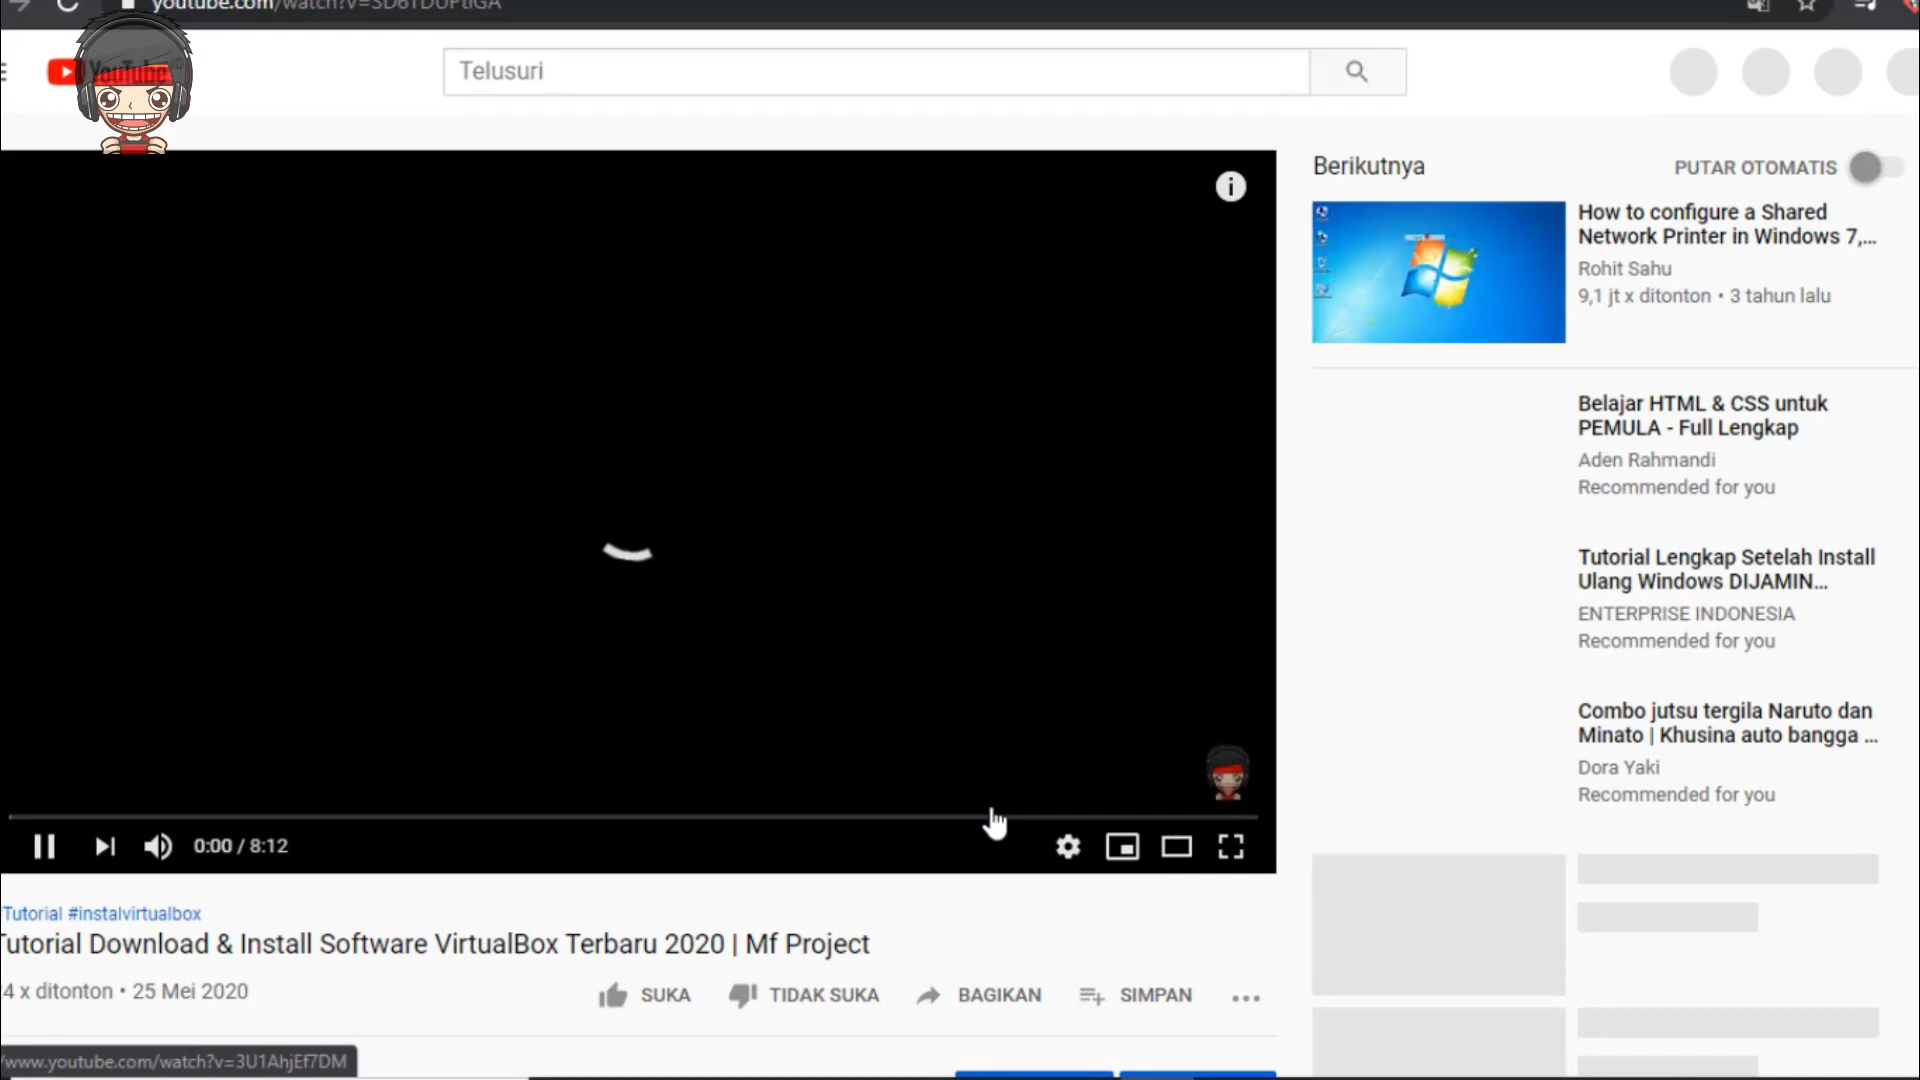 youtube.com/watch?v=
YouTube
Telusuri
Berikutnya
PUTAR OTOMATIS
How to configure a Shared
Network Printer in Windows 7,...
Rohit Sahu
9,1 jt x ditonton • 3 tahun lalu
Belajar HTML & CSS untuk
PEMULA - Full Lengkap
Aden Rahmandi
Recommended for you
Tutorial Lengkap Setelah Install
Ulang Windows DIJAMIN...
ENTERPRISE INDONESIA
Recommended for you
Combo jutsu tergila Naruto dan
Minato | Khusina auto bangga ...
Dora Yaki
Recommended for you
0:00 / 8:12
Tutorial #instalvirtualbox
Tutorial Download & Install Software VirtualBox Terbaru 2020 | Mf Project
4 x ditonton • 25 Mei 2020
SUKA
TIDAK SUKA
BAGIKAN
SIMPAN
/www.youtube.com/watch?v=3U1AhjEf7DM